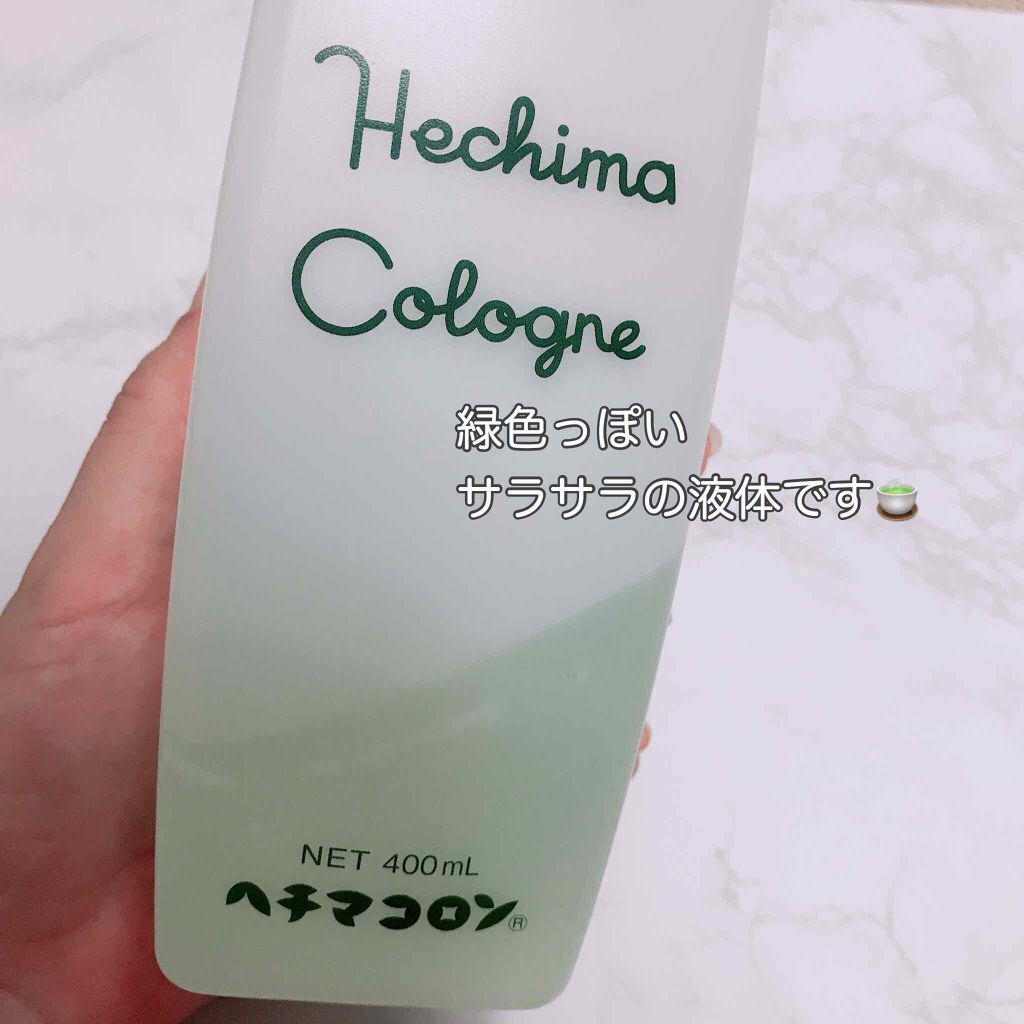 Hechima
Cologne
緑色っぽい
サラサラの液体です🍵
NET 400mL
ヘチマコロン®